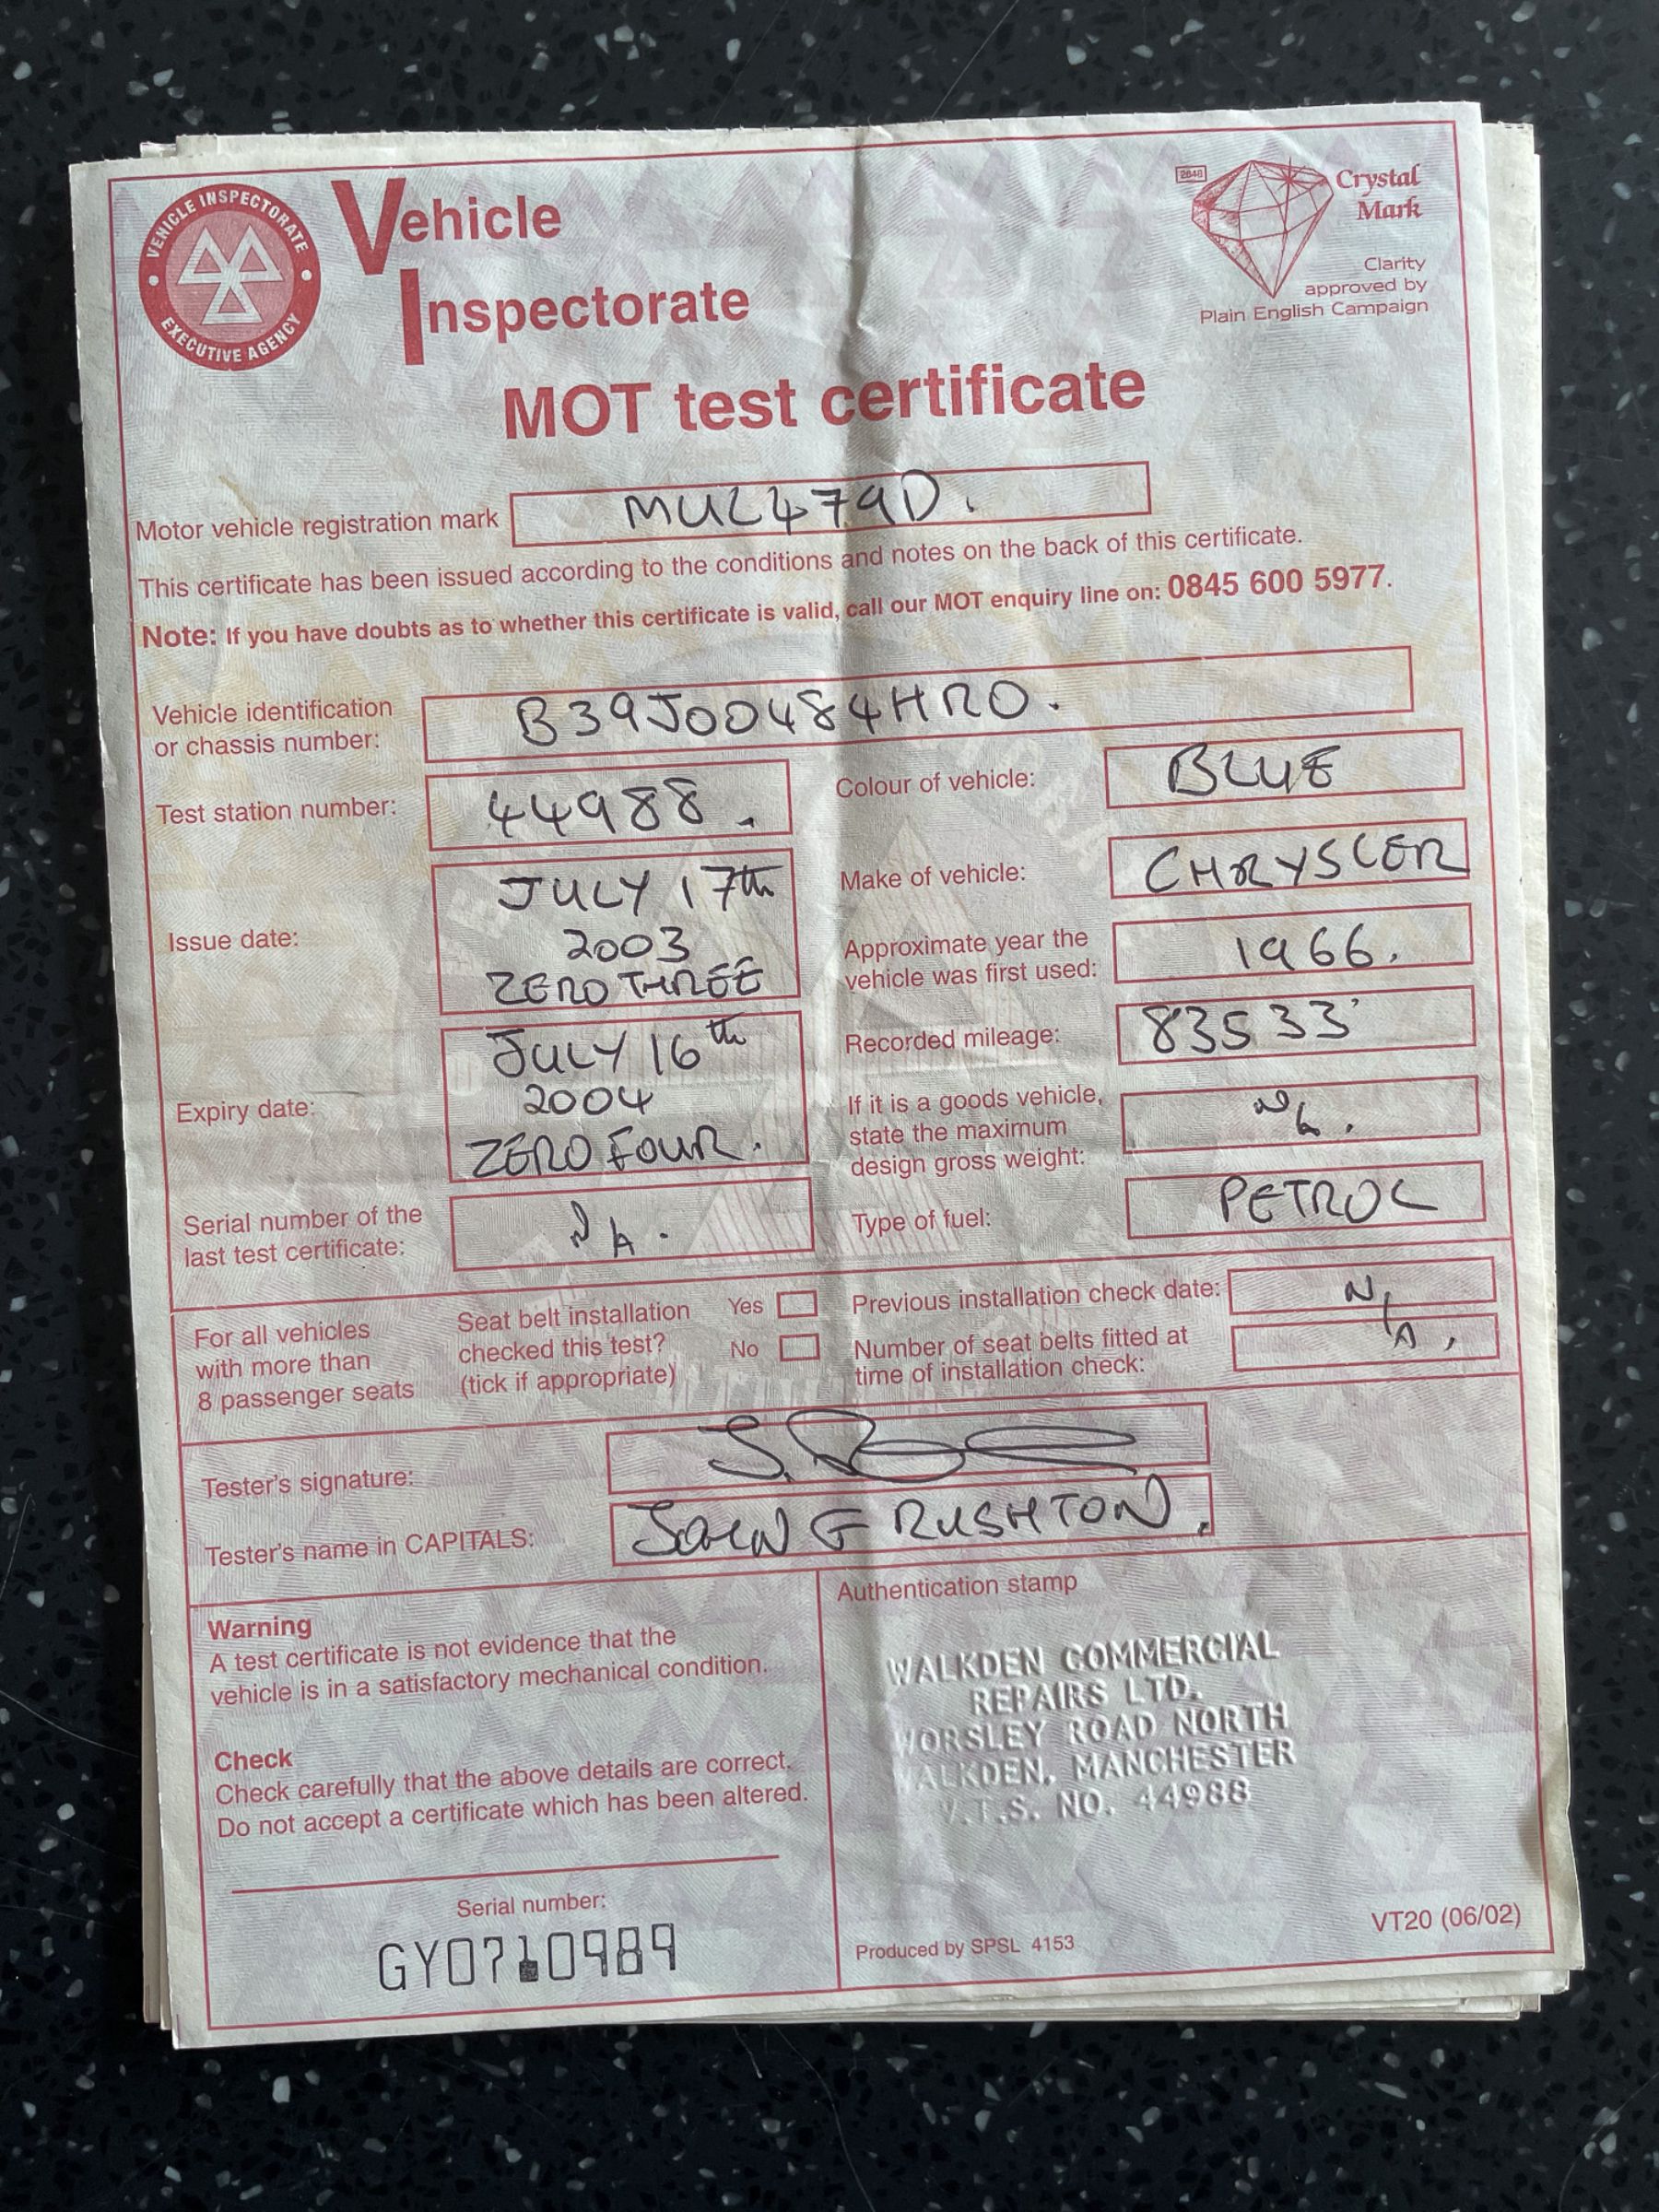 VEHICLE INSPECTORATE
EXECUTIVE AGENCY
Vehicle
Inspectorate
2648
Crystal
Mark
Clarity
approved by
Plain English Campaign
MOT test certificate
Motor vehicle registration mark MUL479D.
This certificate has been issued according to the conditions and notes on the back of this certificate.
Note: If you have doubts as to whether this certificate is valid, call our MOT enquiry line on: 0845 600 5977.
Vehicle identification
or chassis number: B39J00484HRO.
Test station number: 44988.
Colour of vehicle: BLUE
Make of vehicle: CHRYSLER
Issue date: JULY 17th
2003
ZERO THREE
Approximate year the
vehicle was first used: 1966.
Recorded mileage: 83533
Expiry date: JULY 16th
2004
ZERO FOUR.
If it is a goods vehicle,
state the maximum
design gross weight:
Type of fuel: PETROL
Serial number of the
last test certificate: N A.
For all vehicles
with more than
8 passenger seats
Seat belt installation
checked this test?
(tick if appropriate)
Yes
No
Previous installation check date:
Number of seat belts fitted at
time of installation check:
N/A.
Tester's signature:
Tester's name in CAPITALS: JOHN G RUSHTON.
Warning
A test certificate is not evidence that the
vehicle is in a satisfactory mechanical condition.
Check
Check carefully that the above details are correct.
Do not accept a certificate which has been altered.
Serial number:
GY0710989
Authentication stamp
WALKDEN COMMERCIAL
REPAIRS LTD.
WORSLEY ROAD NORTH
WALKDEN, MANCHESTER
V.T.S. NO. 44988
Produced by SPSL 4153
VT20 (06/02)